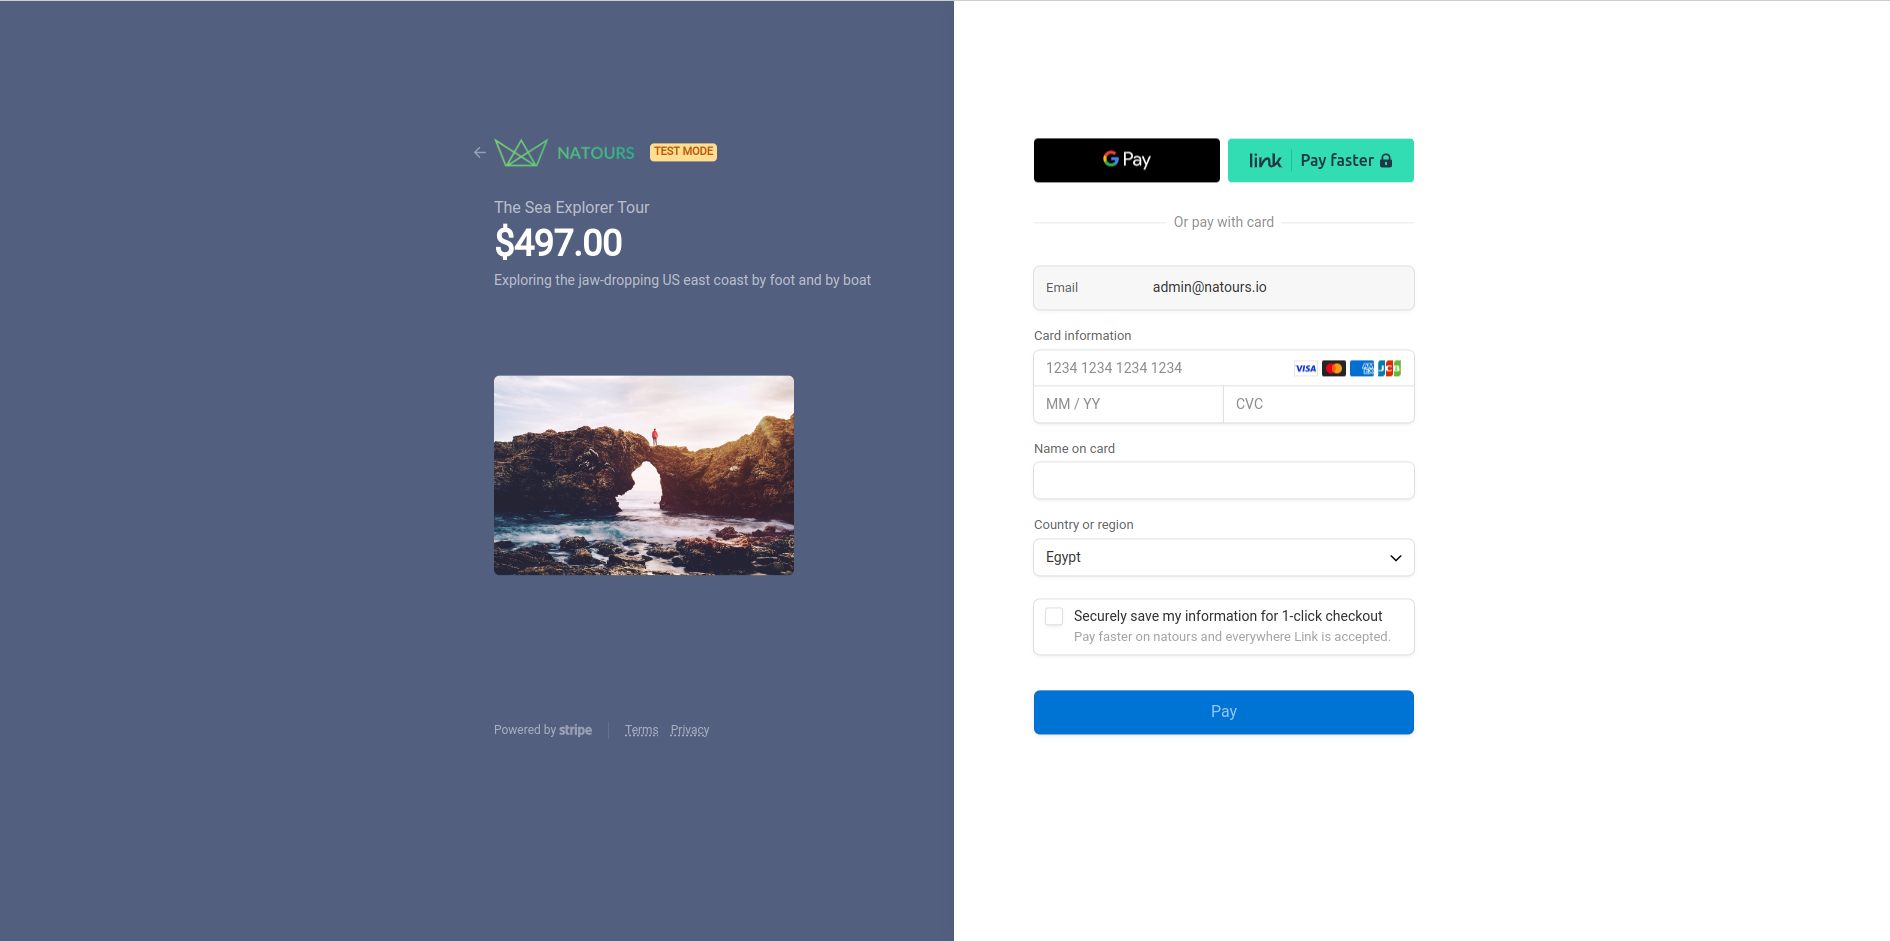 NATOURS TEST MODE
The Sea Explorer Tour
$497.00
Exploring the jaw-dropping US east coast by foot and by boat
Powered by stripe Terms Privacy
G Pay link Pay faster
Or pay with card
Email admin@natours.io
Card information
1234 1234 1234 1234 VISA AM EX JCB
MM / YY CVC
Name on card
Country or region
Egypt
Securely save my information for 1-click checkout
Pay faster on natours and everywhere Link is accepted.
Pay